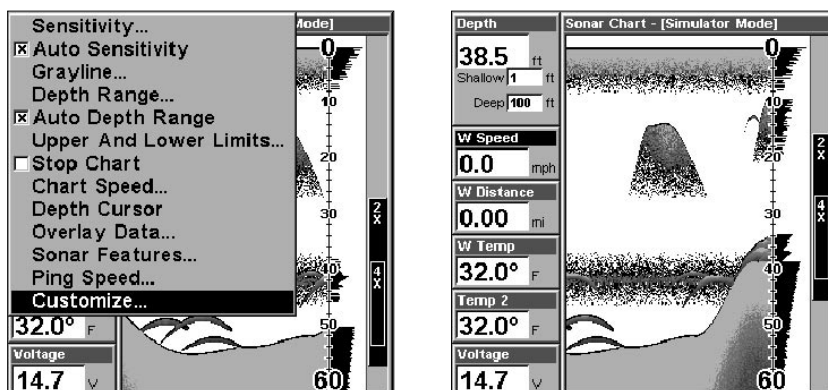 Sensitivity...
Auto Sensitivity
Grayline...
Depth Range...
Auto Depth Range
Upper And Lower Limits...
Stop Chart
Chart Speed...
Depth Cursor
Overlay Data...
Sonar Features...
Ping Speed...
Customize...
Mode]
0
10
20
30
40
50
60
2X
4X
32.0° F
Voltage
14.7 V
Depth
38.5 ft
Shallow 1 ft
Deep 100 ft
W Speed
0.0 mph
W Distance
0.00 mi
W Temp
32.0° F
Temp 2
32.0° F
Voltage
14.7 V
Sonar Chart - [Simulator Mode]
0
10
20
30
40
50
60
2X
4X